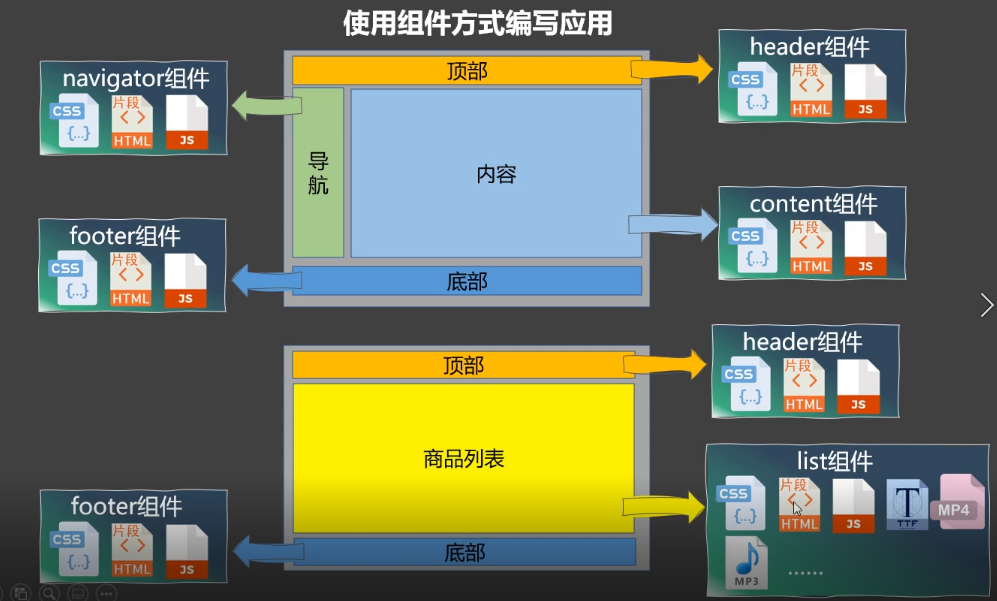 使用组件方式编写应用
navigator组件
CSS
{...}
片段
< >
HTML
JS
顶部
导航
内容
底部
header组件
CSS
{...}
片段
< >
HTML
JS
footer组件
CSS
{...}
片段
< >
HTML
JS
content组件
CSS
{...}
片段
< >
HTML
JS
顶部
商品列表
底部
header组件
CSS
{...}
片段
< >
HTML
JS
footer组件
CSS
{...}
片段
< >
HTML
JS
list组件
CSS
{...}
片段
< >
HTML
JS
T
TTF
MP4
MP3
······